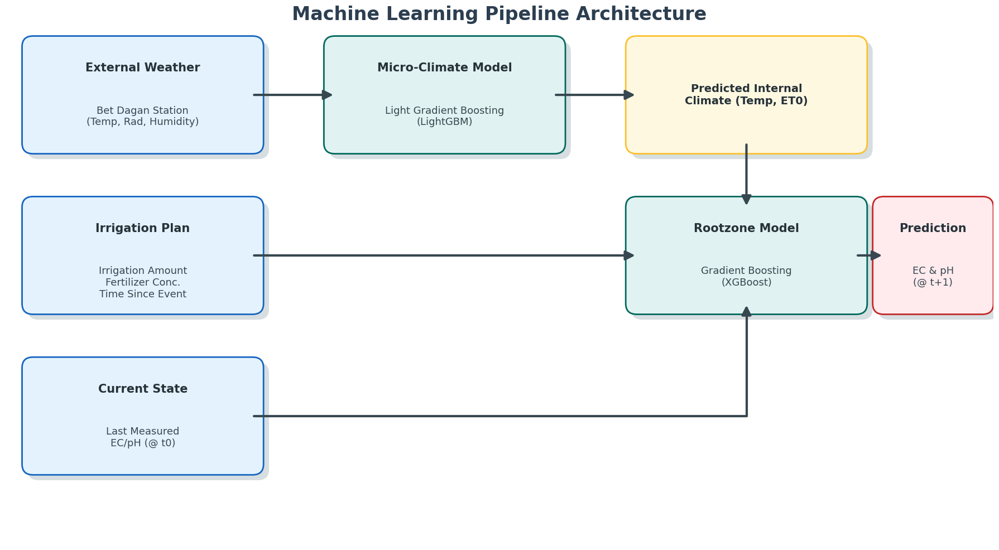 Machine Learning Pipeline Architecture
External Weather
Bet Dagan Station
(Temp, Rad, Humidity)
Micro-Climate Model
Light Gradient Boosting
(LightGBM)
Predicted Internal
Climate (Temp, ET0)
Irrigation Plan
Irrigation Amount
Fertilizer Conc.
Time Since Event
Rootzone Model
Gradient Boosting
(XGBoost)
Prediction
EC & pH
(@ t+1)
Current State
Last Measured
EC/pH (@ t0)